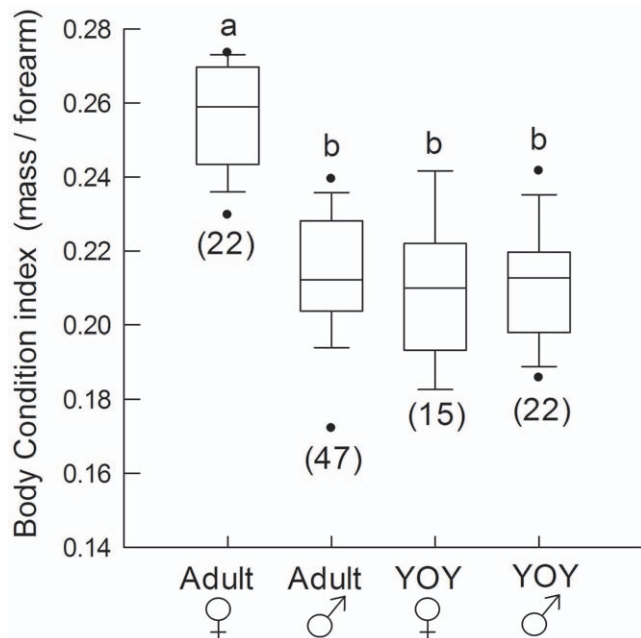 Body Condition index (mass / forearm)
0.28
0.26
0.24
0.22
0.20
0.18
0.16
0.14
a
b
b
b
(22)
(47)
(15)
(22)
Adult Adult YOY YOY
♀ ♂ ♀ ♂